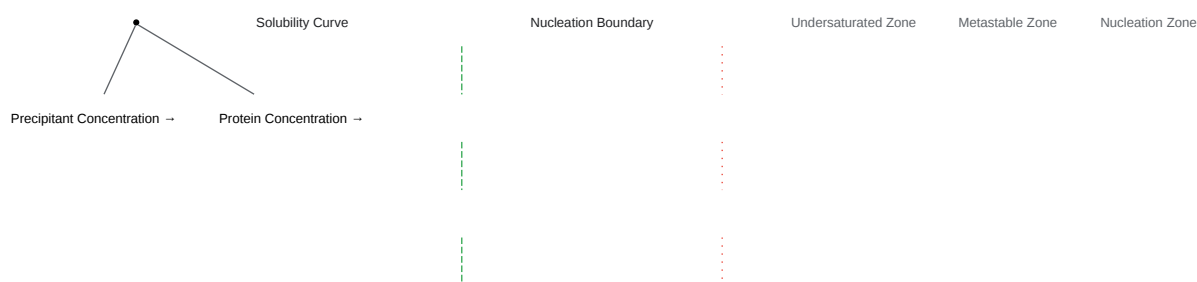 Solubility Curve
Nucleation Boundary
Undersaturated Zone
Metastable Zone
Nucleation Zone
Precipitant Concentration →
Protein Concentration →